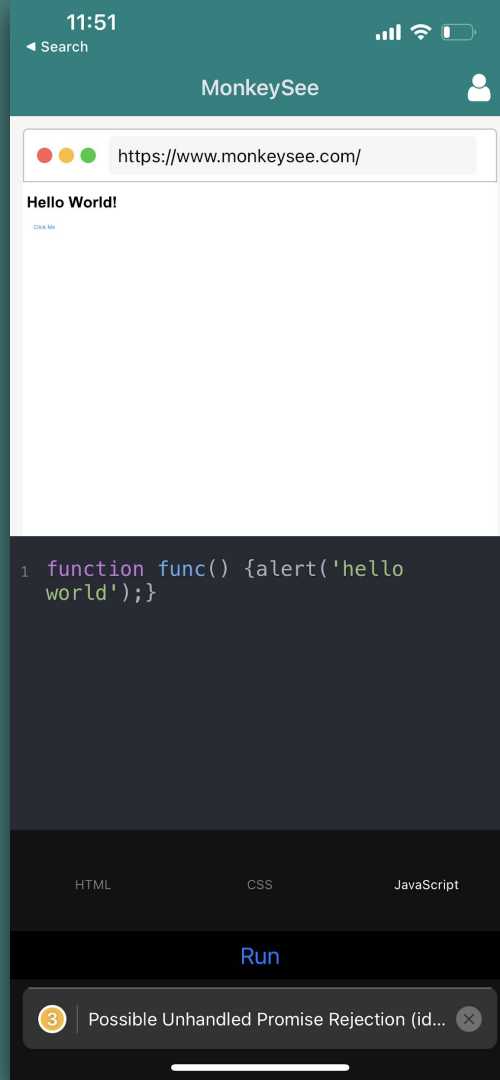 11:51
◀ Search
MonkeySee
https://www.monkeysee.com/
Hello World!
Click Me
1 function func() {alert('hello
world');}
HTML CSS JavaScript
Run
3 Possible Unhandled Promise Rejection (id...